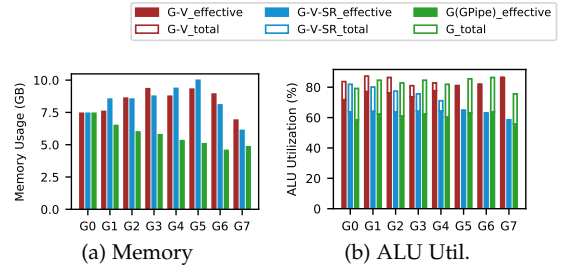 G-V_effective G-V-SR_effective G(GPipe)_effective
G-V_total G-V-SR_total G_total
Memory Usage (GB)
10.0
7.5
5.0
2.5
0.0
G0 G1 G2 G3 G4 G5 G6 G7
(a) Memory
ALU Utilization (%)
80
60
40
20
0
G0 G1 G2 G3 G4 G5 G6 G7
(b) ALU Util.